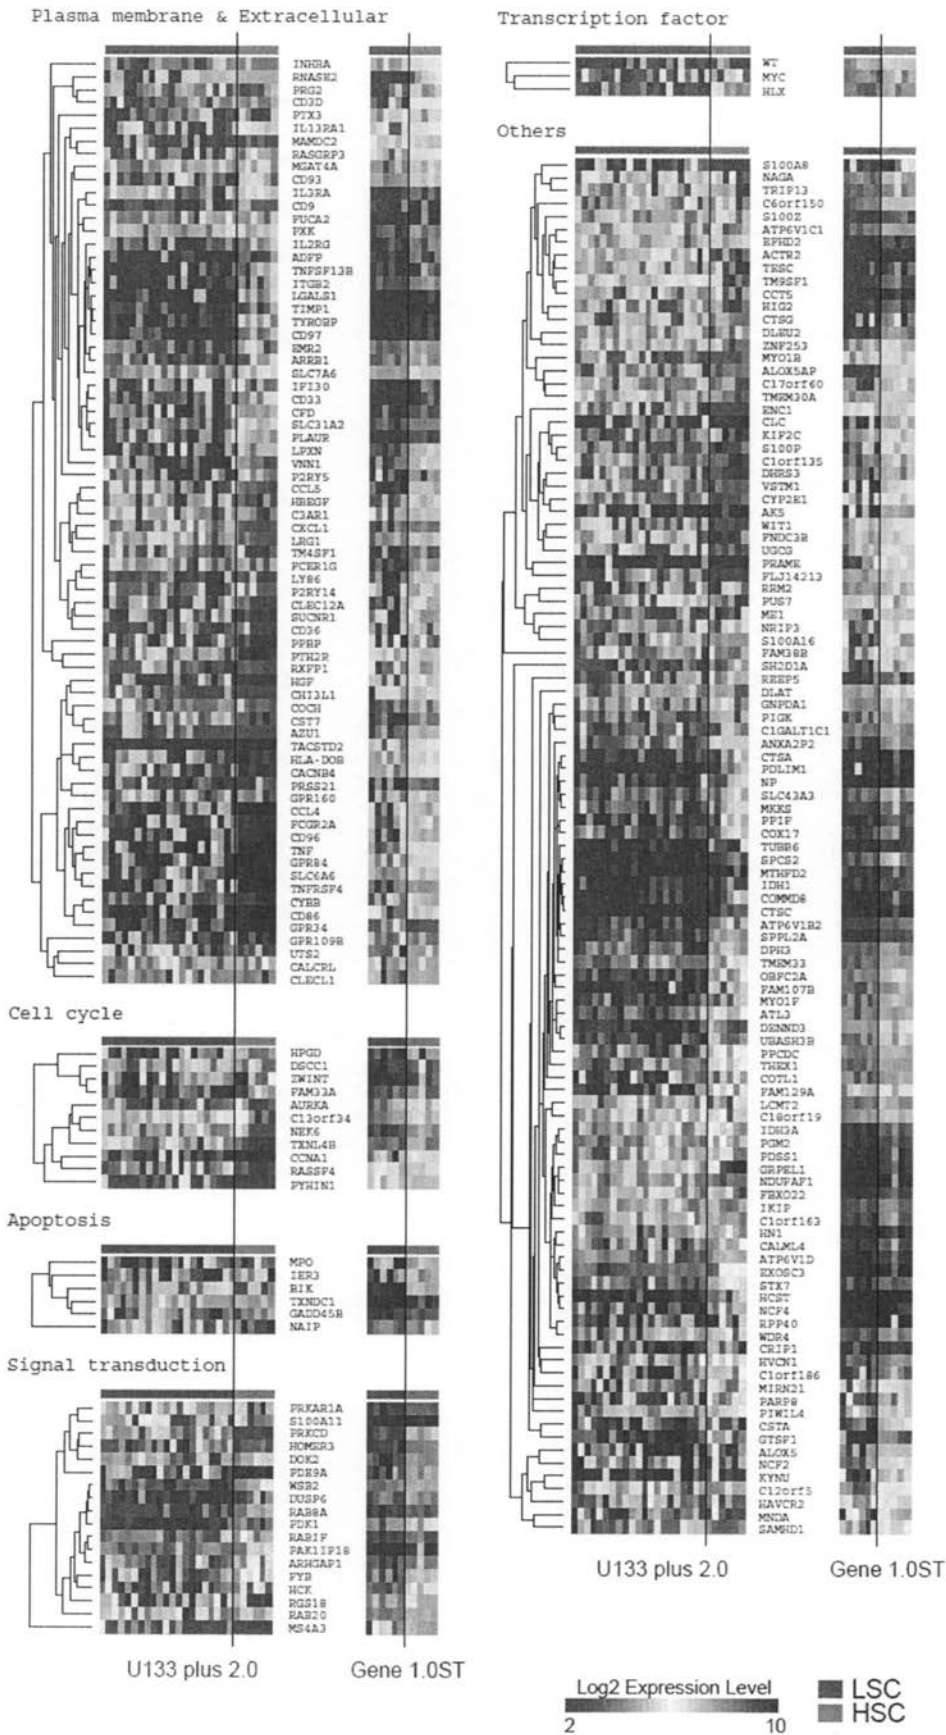 Plasma membrane & Extracellular
INHBA
RNASE2
PRG2
CD3D
PTX3
IL13RA1
MAMDC2
RASGRP3
MGAT4A
CD93
IL3RA
CD9
FUCA2
PXK
IL2RG
ADFP
TNFSF13B
ITGB2
LGALS1
TIMP1
TYROBP
CD97
EMR2
ARRB1
SLC7A6
IFI30
CD33
CFD
SLC31A2
PLAUR
LPXN
VNN1
P2RY5
CCL5
HBEGF
C3AR1
CXCL1
LRG1
TM4SF1
FCER1G
LY86
P2RY14
CLEC12A
SUCNR1
CD36
PPBP
PTH2R
RXFP1
HGF
CHI3L1
COCH
CST7
AZU1
TACSTD2
HLA-DOB
CACNB4
PRSS21
GPR160
CCL4
FCGR2A
CD96
TNF
GPR84
SLC6A6
TNFRSF4
CYBB
CD86
GPR34
GPR109B
UTS2
CALCRL
CLECL1
Cell cycle
HPGD
DSCC1
ZWINT
FAM33A
AURKA
C13orf34
NEK6
TXNL4B
CCNA1
RASSF4
PYHIN1
Apoptosis
MPO
IER3
BIK
TXNDC1
GADD45B
NAIP
Signal transduction
PRKAR1A
S100A11
PRKCD
HOMER3
DOK2
PDE9A
WSB2
DUSP6
RAB8A
PDK1
RABIF
PAK1IP1B
ARHGAP1
FYB
HCK
RGS18
RAB20
MS4A3
U133 plus 2.0 Gene 1.0ST
Transcription factor
WT
MYC
HLX
Others
S100A8
NAGA
TRIP13
C6orf150
S100Z
ATP6V1C1
EFHD2
ACTR2
TESC
TM9SF1
CCT5
HIG2
CTSG
DLEU2
ZNF253
MYO1B
ALOX5AP
C17orf60
TMEM30A
ENC1
CLC
KIF2C
S100P
C1orf135
DHRS3
VSTM1
CYP2E1
AK5
WIT1
FNDC3B
UGCG
PRAME
FLJ14213
RRM2
PUS7
ME1
NRIP3
S100A16
FAM38B
SH2D1A
REEP5
DLAT
GNPDA1
PIGK
C1GALT1C1
ANXA2P2
CTSA
PDLIM1
NP
SLC43A3
MKKS
PPIF
COX17
TUBB6
SPCS2
MTHFD2
IDH1
COMMD8
CTSC
ATP6V1B2
SPPL2A
DPH3
TMEM33
OBFC2A
FAM107B
MYO1F
ATL3
DENND3
UBASH3B
PPCDC
THEX1
COTL1
FAM129A
LCMT2
C18orf19
IDH3A
PGM2
PDSS1
GRPEL1
NDUFAF1
FBXO22
IKIP
C1orf163
HN1
CALML4
ATP6V1D
EXOSC3
STX7
HCST
NCF4
RPP40
WDR4
CRIP1
HVCN1
C1orf186
MIRN21
PARP8
PIWIL4
CSTA
GTSF1
ALOX5
NCF2
KYNU
C12orf5
HAVCR2
MNDA
SAMHD1
U133 plus 2.0 Gene 1.0ST
Log2 Expression Level
2 10
LSC
HSC